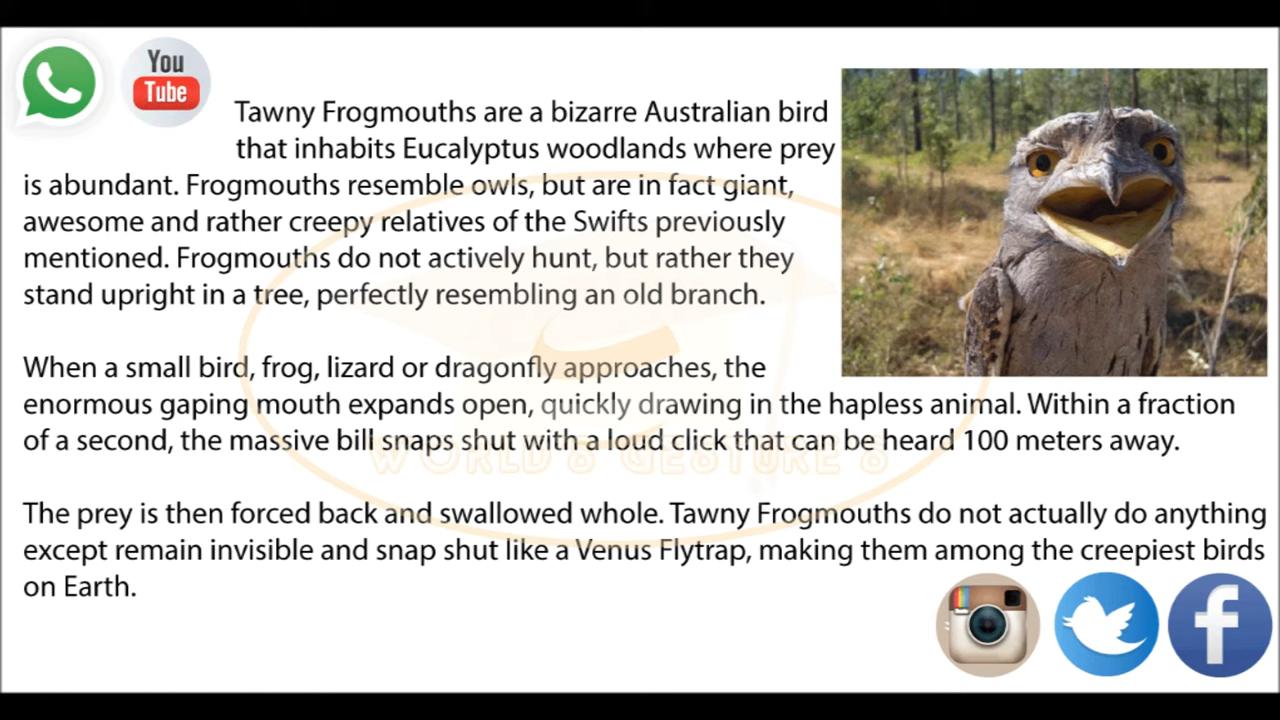 You
Tube
Tawny Frogmouths are a bizarre Australian bird
that inhabits Eucalyptus woodlands where prey
is abundant. Frogmouths resemble owls, but are in fact giant,
awesome and rather creepy relatives of the Swifts previously
mentioned. Frogmouths do not actively hunt, but rather they
stand upright in a tree, perfectly resembling an old branch.
When a small bird, frog, lizard or dragonfly approaches, the
enormous gaping mouth expands open, quickly drawing in the hapless animal. Within a fraction
of a second, the massive bill snaps shut with a loud click that can be heard 100 meters away.
WORLD 6 GESTURE 6
The prey is then forced back and swallowed whole. Tawny Frogmouths do not actually do anything
except remain invisible and snap shut like a Venus Flytrap, making them among the creepiest birds
on Earth.
f